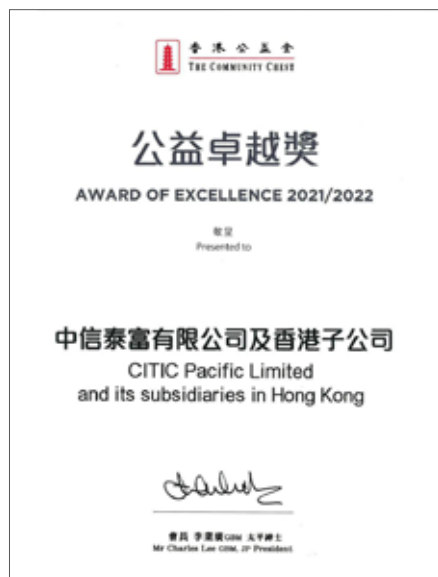 香港公益金
THE COMMUNITY CHEST
公益卓越獎
AWARD OF EXCELLENCE 2021/2022
敬呈
Presented to
中信泰富有限公司及香港子公司
CITIC Pacific Limited
and its subsidiaries in Hong Kong
會長 李業廣GBM 太平紳士
Mr Charles Lee GBM, JP President